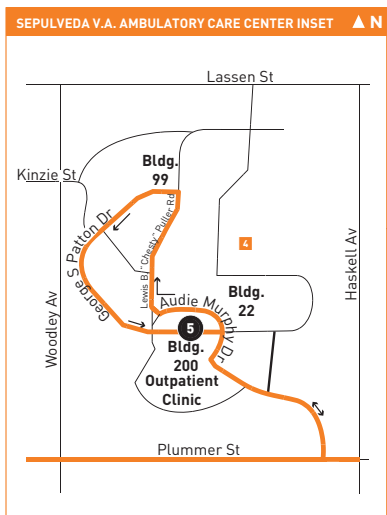 SEPULVEDA V.A. AMBULATORY CARE CENTER INSET
N
Lassen St
Kinzie St
Bldg.
99
George S Patton Dr
Lewis B. "Chesty" Puller Rd
4
Haskell Av
Woodley Av
Audie Murphy Dr
Bldg.
22
5
Bldg.
200
Outpatient
Clinic
Plummer St